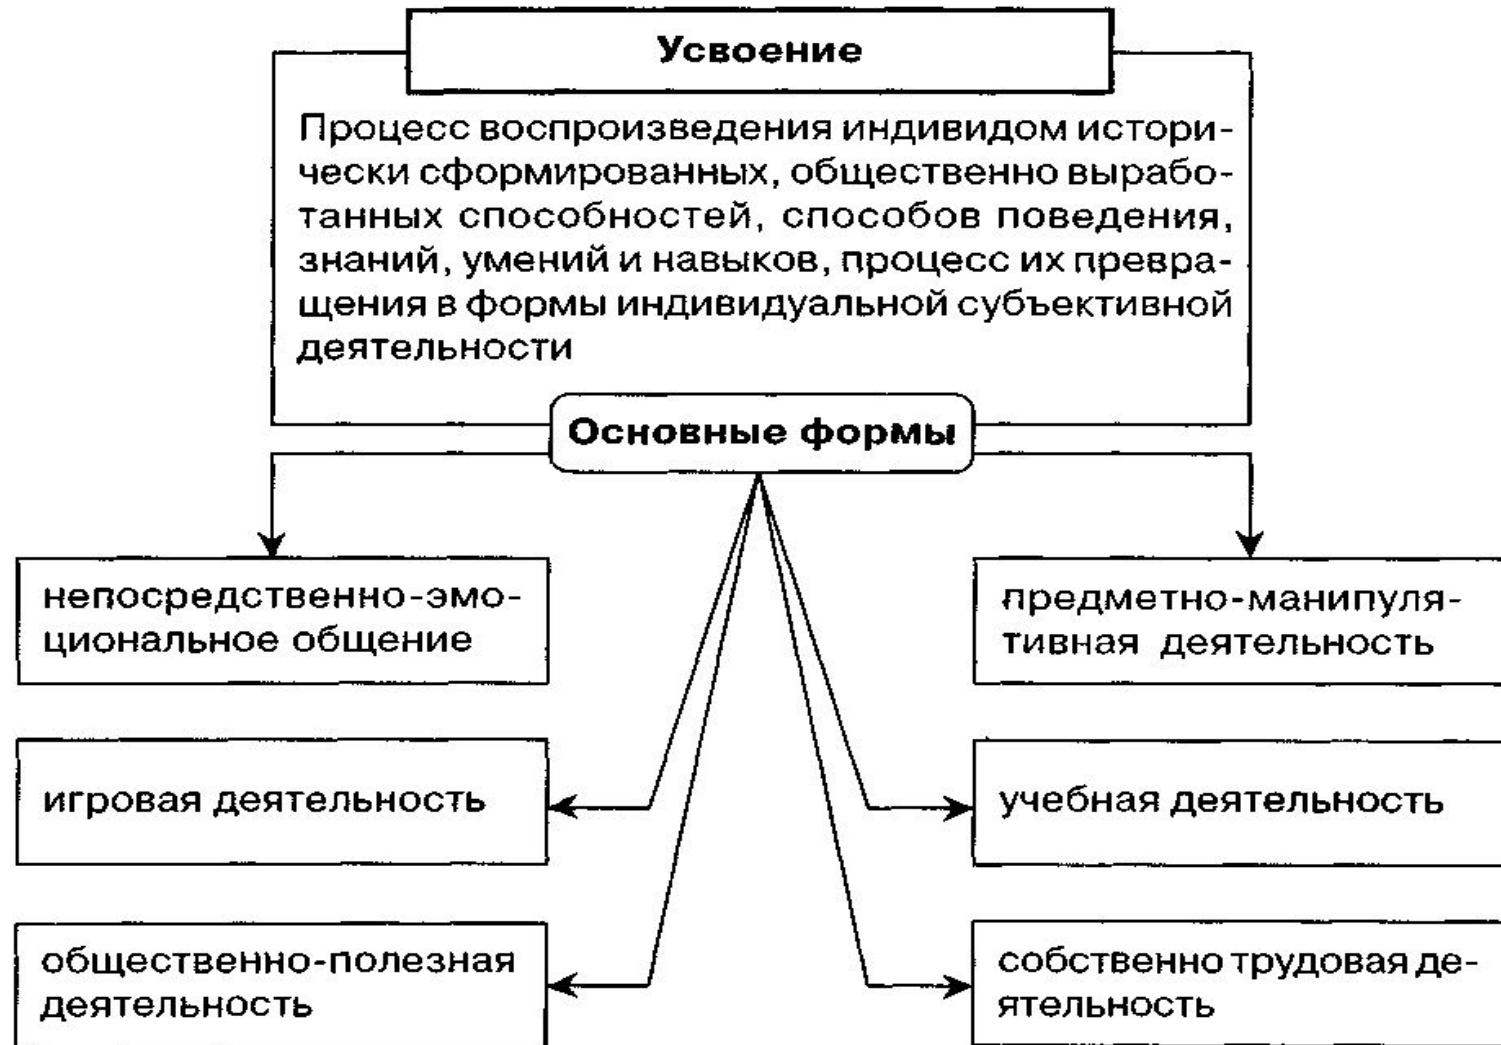 Усвоение
Процесс воспроизведения индивидом истори-
чески сформированных, общественно вырабо-
танных способностей, способов поведения,
знаний, умений и навыков, процесс их превра-
щения в формы индивидуальной субъективной
деятельности
Основные формы
непосредственно-эмо-
циональное общение
предметно-манипуля-
тивная деятельность
игровая деятельность
учебная деятельность
общественно-полезная
деятельность
собственно трудовая де-
ятельность